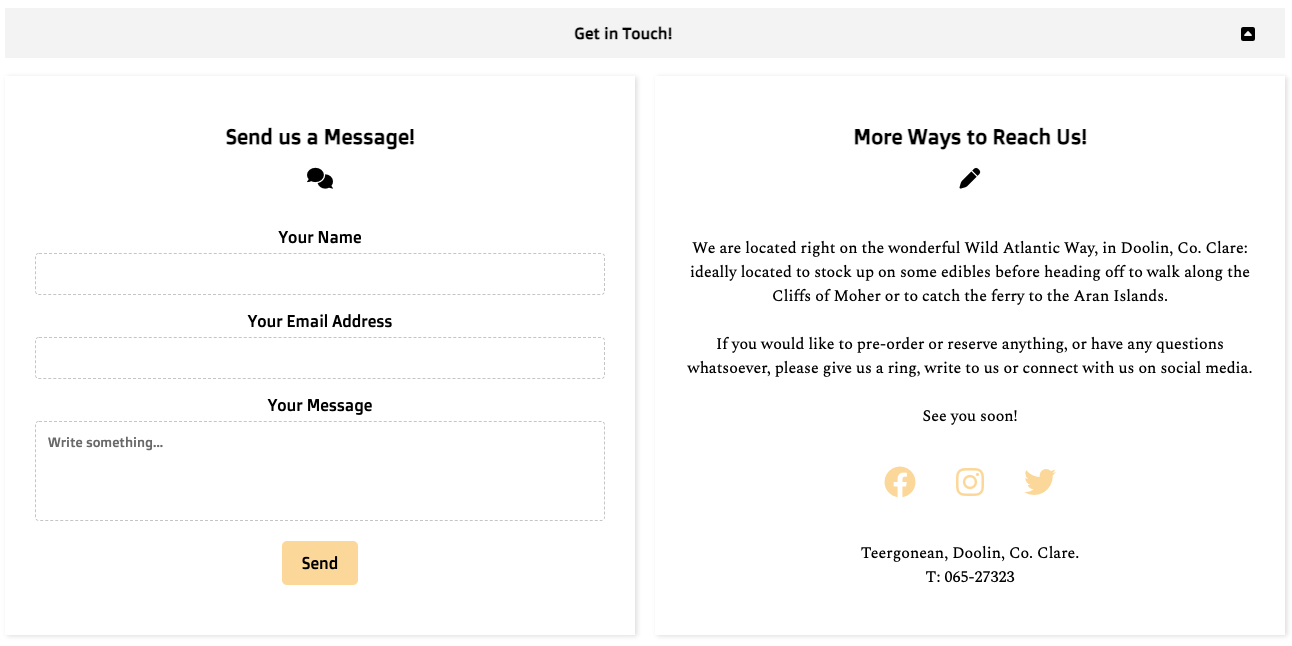 Get in Touch!
Send us a Message!
Your Name
Your Email Address
Your Message
Write something...
Send
More Ways to Reach Us!
We are located right on the wonderful Wild Atlantic Way, in Doolin, Co. Clare:
ideally located to stock up on some edibles before heading off to walk along the
Cliffs of Moher or to catch the ferry to the Aran Islands.
If you would like to pre-order or reserve anything, or have any questions
whatsoever, please give us a ring, write to us or connect with us on social media.
See you soon!
Teergonean, Doolin, Co. Clare.
T: 065-27323